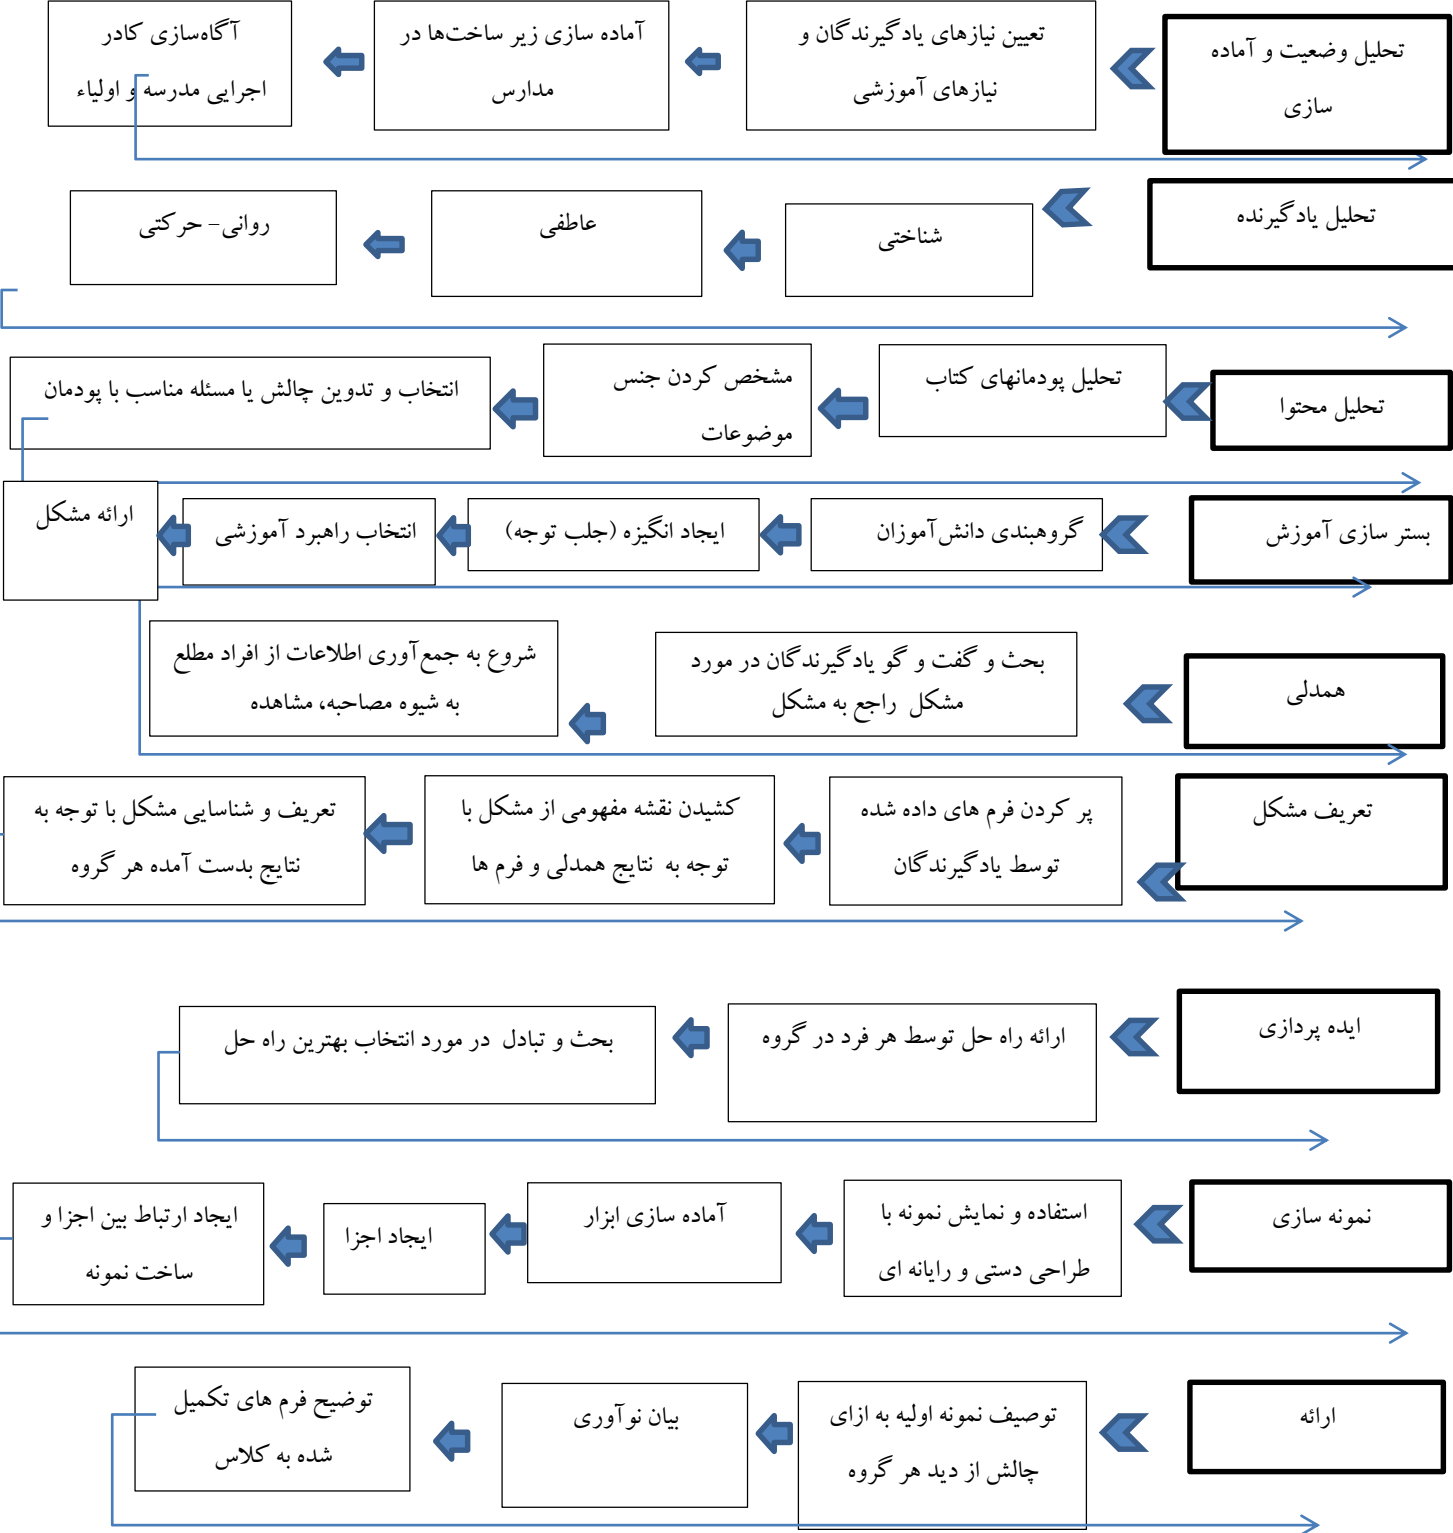 تحلیل وضعیت و آماده
سازی
تعیین نیازهای یادگیرندگان و
نیازهای آموزشی
آماده سازی زیر ساخت‌ها در
مدارس
آگاه‌سازی کادر
اجرایی مدرسه و اولیاء
تحلیل یادگیرنده
شناختی
عاطفی
روانی- حرکتی
تحلیل محتوا
تحلیل پودمانهای کتاب
مشخص کردن جنس
موضوعات
انتخاب و تدوین چالش یا مسئله مناسب با پودمان
بستر سازی آموزش
گروهبندی دانش‌آموزان
ایجاد انگیزه (جلب توجه)
انتخاب راهبرد آموزشی
ارائه مشکل
همدلی
بحث و گفت و گو یادگیرندگان در مورد
مشکل راجع به مشکل
شروع به جمع‌آوری اطلاعات از افراد مطلع
به شیوه مصاحبه، مشاهده
تعریف مشکل
پر کردن فرم های داده شده
توسط یادگیرندگان
کشیدن نقشه مفهومی از مشکل با
توجه به نتایج همدلی و فرم ها
تعریف و شناسایی مشکل با توجه به
نتایج بدست آمده هر گروه
ایده پردازی
ارائه راه حل توسط هر فرد در گروه
بحث و تبادل در مورد انتخاب بهترین راه حل
نمونه سازی
استفاده و نمایش نمونه با
طراحی دستی و رایانه ای
آماده سازی ابزار
ایجاد اجزا
ایجاد ارتباط بین اجزا و
ساخت نمونه
ارائه
توصیف نمونه اولیه به ازای
چالش از دید هر گروه
بیان نوآوری
توضیح فرم های تکمیل
شده به کلاس